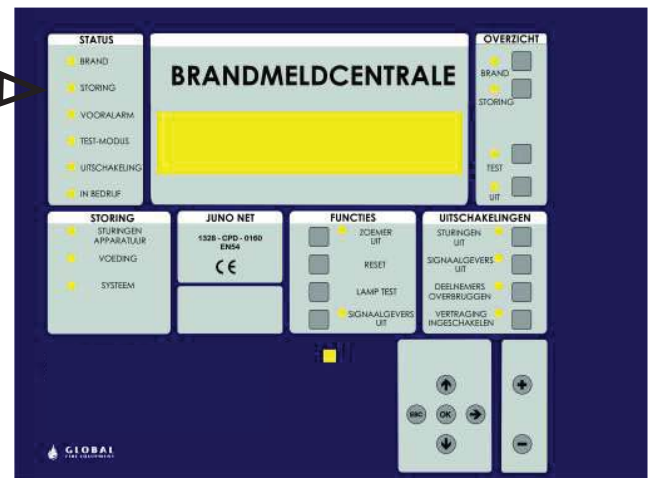 STATUS
BRAND
STORING
VOORALARM
TEST-MODUS
UITSCHAKELING
IN BEDRIJF
BRANDMELDCENTRALE
OVERZICHT
BRAND
STORING
TEST
UIT
STORING
STURINGEN
APPARATUUR
VOEDING
SYSTEEM
JUNO NET
1328 - CPD - 0160
EN54
CE
FUNCTIES
ZOEMER
UIT
RESET
LAMP TEST
SIGNAALGEVERS
UIT
UITSCHAKELINGEN
STURINGEN
UIT
SIGNAALGEVERS
UIT
DEELNEMERS
OVERBRUGGEN
VERTRAGING
INGESCHAKELEN
ESC
OK
GLOBAL
FIRE EQUIPMENT